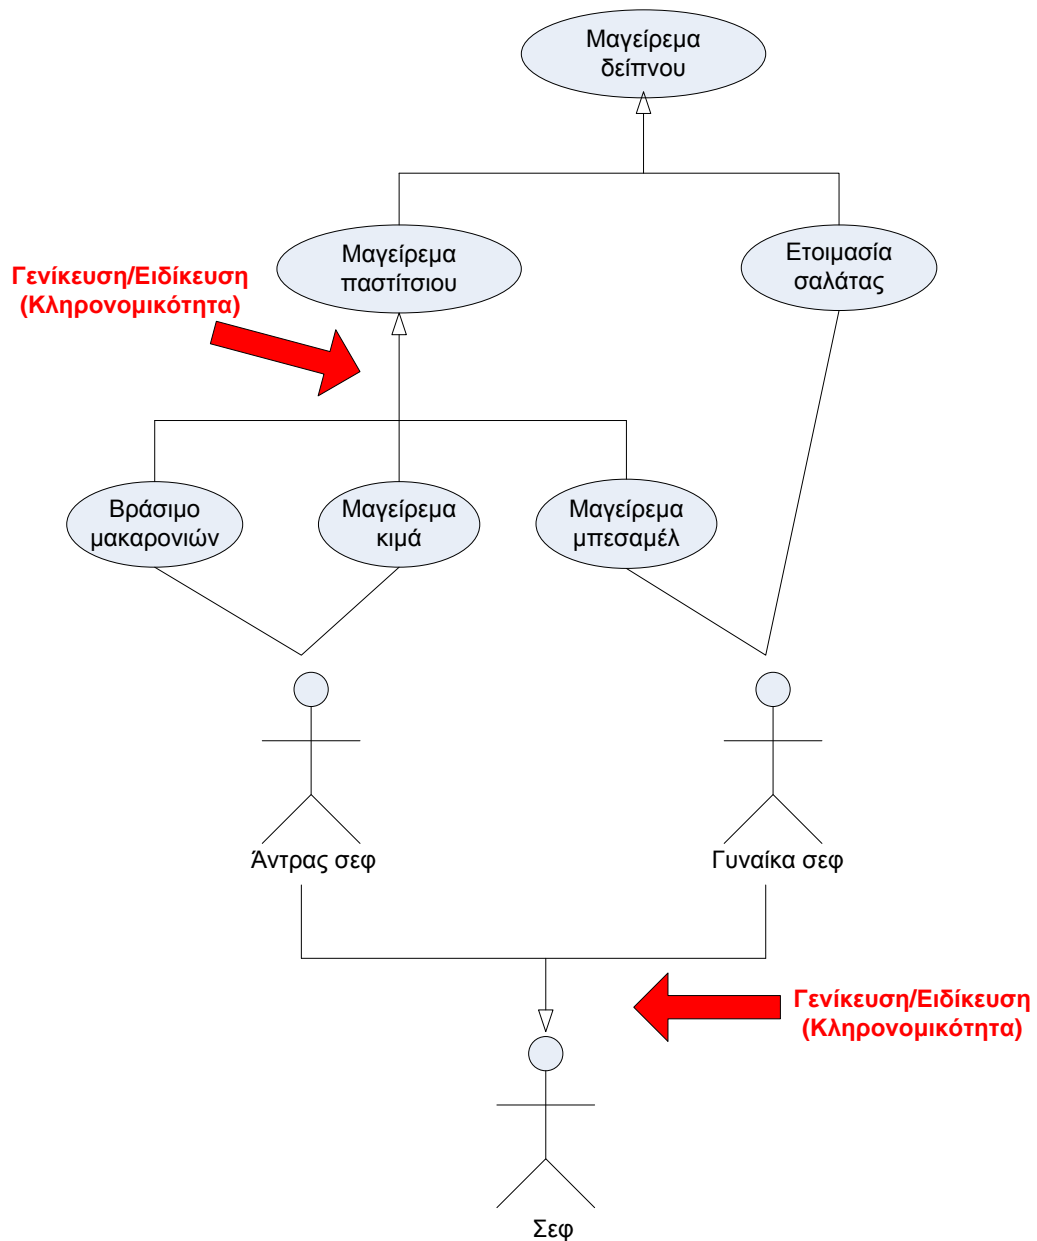 Μαγείρεμα
δείπνου
Μαγείρεμα
παστίτσιου
Ετοιμασία
σαλάτας
Γενίκευση/Ειδίκευση
(Κληρονομικότητα)
Βράσιμο
μακαρονιών
Μαγείρεμα
κιμά
Μαγείρεμα
μπεσαμέλ
Άντρας σεφ
Γυναίκα σεφ
Γενίκευση/Ειδίκευση
(Κληρονομικότητα)
Σεφ